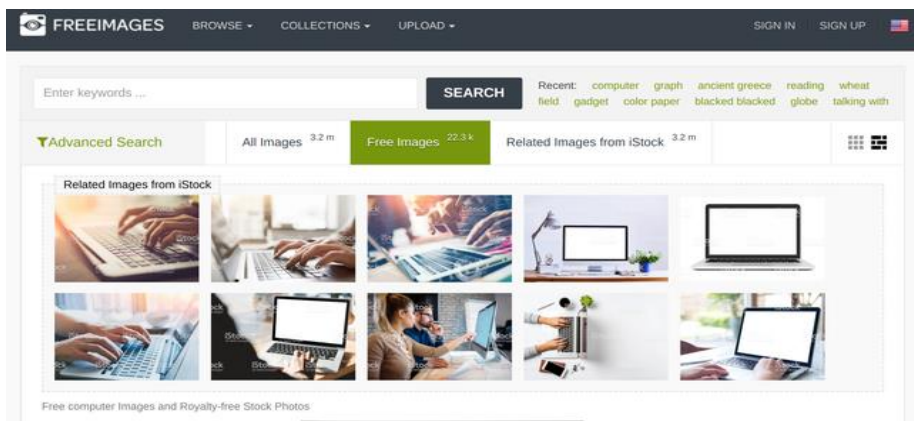 FREEIMAGES BROWSE COLLECTIONS UPLOAD SIGN IN SIGN UP
Enter keywords ... SEARCH
Recent: computer graph ancient greece reading wheat
field gadget color paper blacked blacked globe talking with
Advanced Search All Images 3.2 m Free Images 22.3 k Related Images from iStock 3.2 m
Related Images from iStock
Free computer Images and Royalty-free Stock Photos